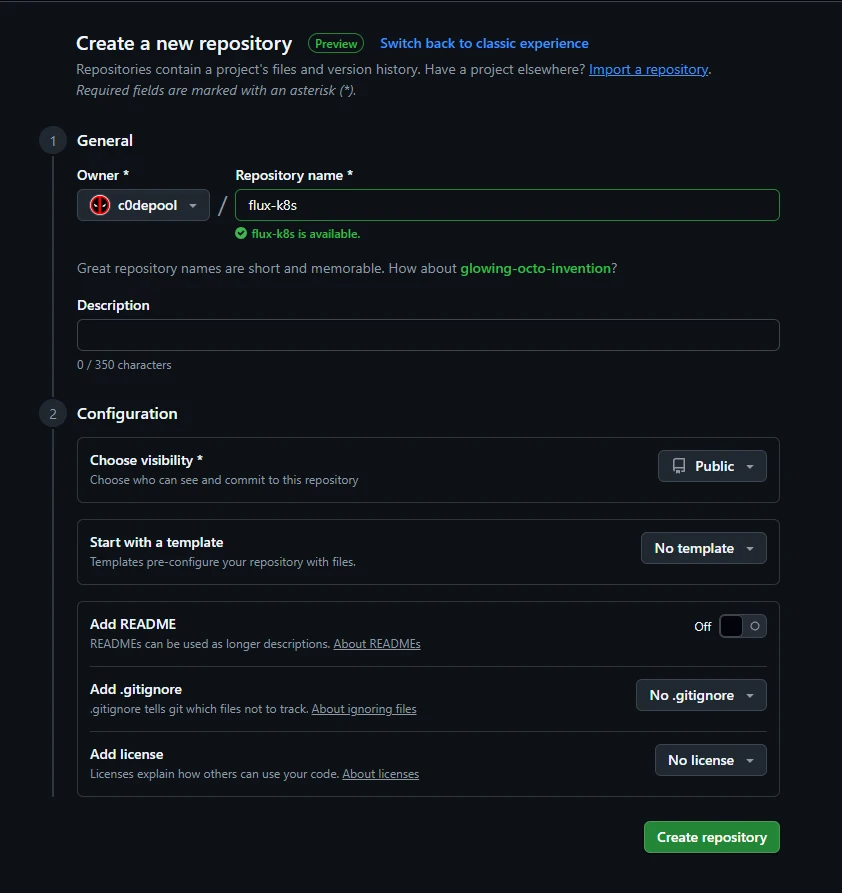 Create a new repository Preview Switch back to classic experience
Repositories contain a project's files and version history. Have a project elsewhere? Import a repository.
Required fields are marked with an asterisk (*).
1 General
Owner * Repository name *
c0depool / flux-k8s
flux-k8s is available.
Great repository names are short and memorable. How about glowing-octo-invention?
Description
0 / 350 characters
2 Configuration
Choose visibility *
Choose who can see and commit to this repository
Public
Start with a template
Templates pre-configure your repository with files.
No template
Add README
READMEs can be used as longer descriptions. About READMEs
Off
Add .gitignore
.gitignore tells git which files not to track. About ignoring files
No .gitignore
Add license
Licenses explain how others can use your code. About licenses
No license
Create repository